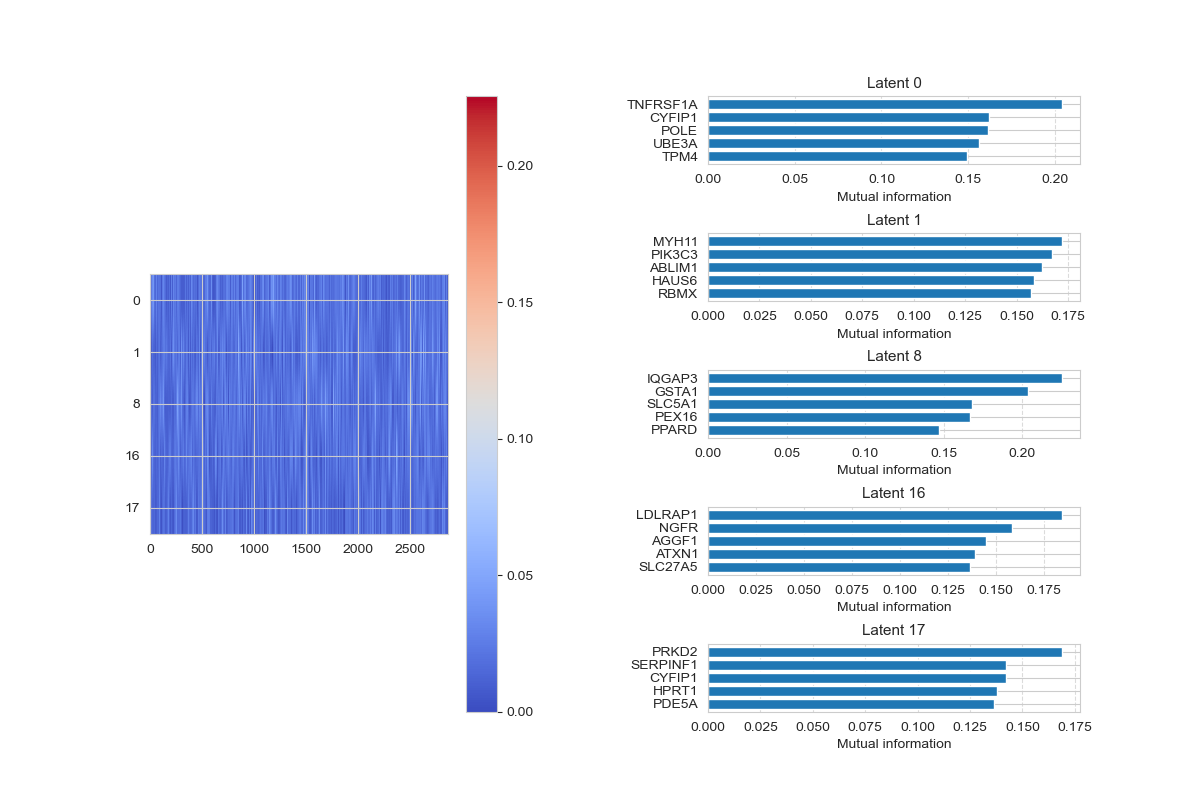 0
1
8
16
17
0 500 1000 1500 2000 2500
0.20
0.15
0.10
0.05
0.00
Latent 0
TNFRSF1A
CYFIP1
POLE
UBE3A
TPM4
0.00 0.05 0.10 0.15 0.20
Mutual information
Latent 1
MYH11
PIK3C3
ABLIM1
HAUS6
RBMX
0.000 0.025 0.050 0.075 0.100 0.125 0.150 0.175
Mutual information
Latent 8
IQGAP3
GSTA1
SLC5A1
PEX16
PPARD
0.00 0.05 0.10 0.15 0.20
Mutual information
Latent 16
LDLRAP1
NGFR
AGGF1
ATXN1
SLC27A5
0.000 0.025 0.050 0.075 0.100 0.125 0.150 0.175
Mutual information
Latent 17
PRKD2
SERPINF1
CYFIP1
HPRT1
PDE5A
0.000 0.025 0.050 0.075 0.100 0.125 0.150 0.175
Mutual information